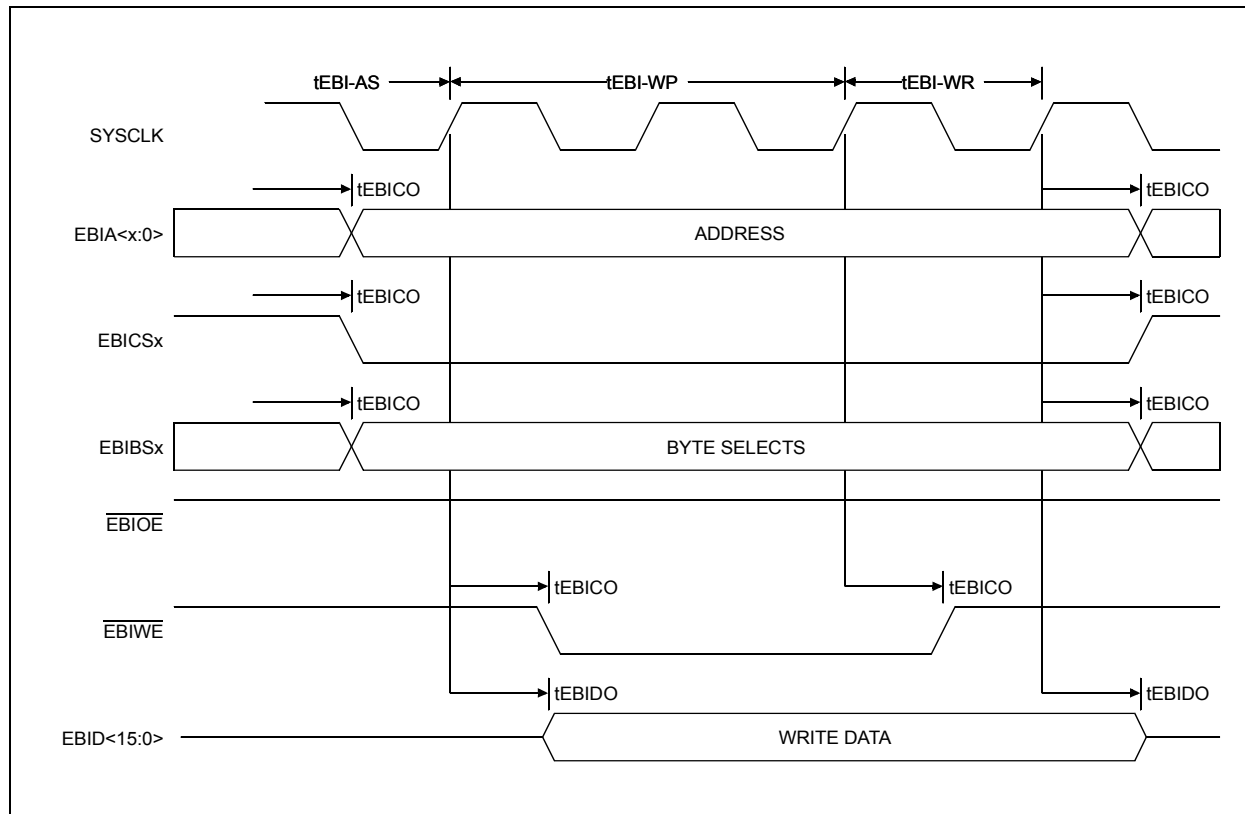 tEBI-AS tEBI-WP tEBI-WR
SYSCLK
tEBICO tEBICO
EBIA<x:0> ADDRESS
tEBICO tEBICO
EBICSx
tEBICO tEBICO
EBIBSx BYTE SELECTS
EBIOE
tEBICO tEBICO
EBIWE
tEBIDO tEBIDO
EBID<15:0> WRITE DATA